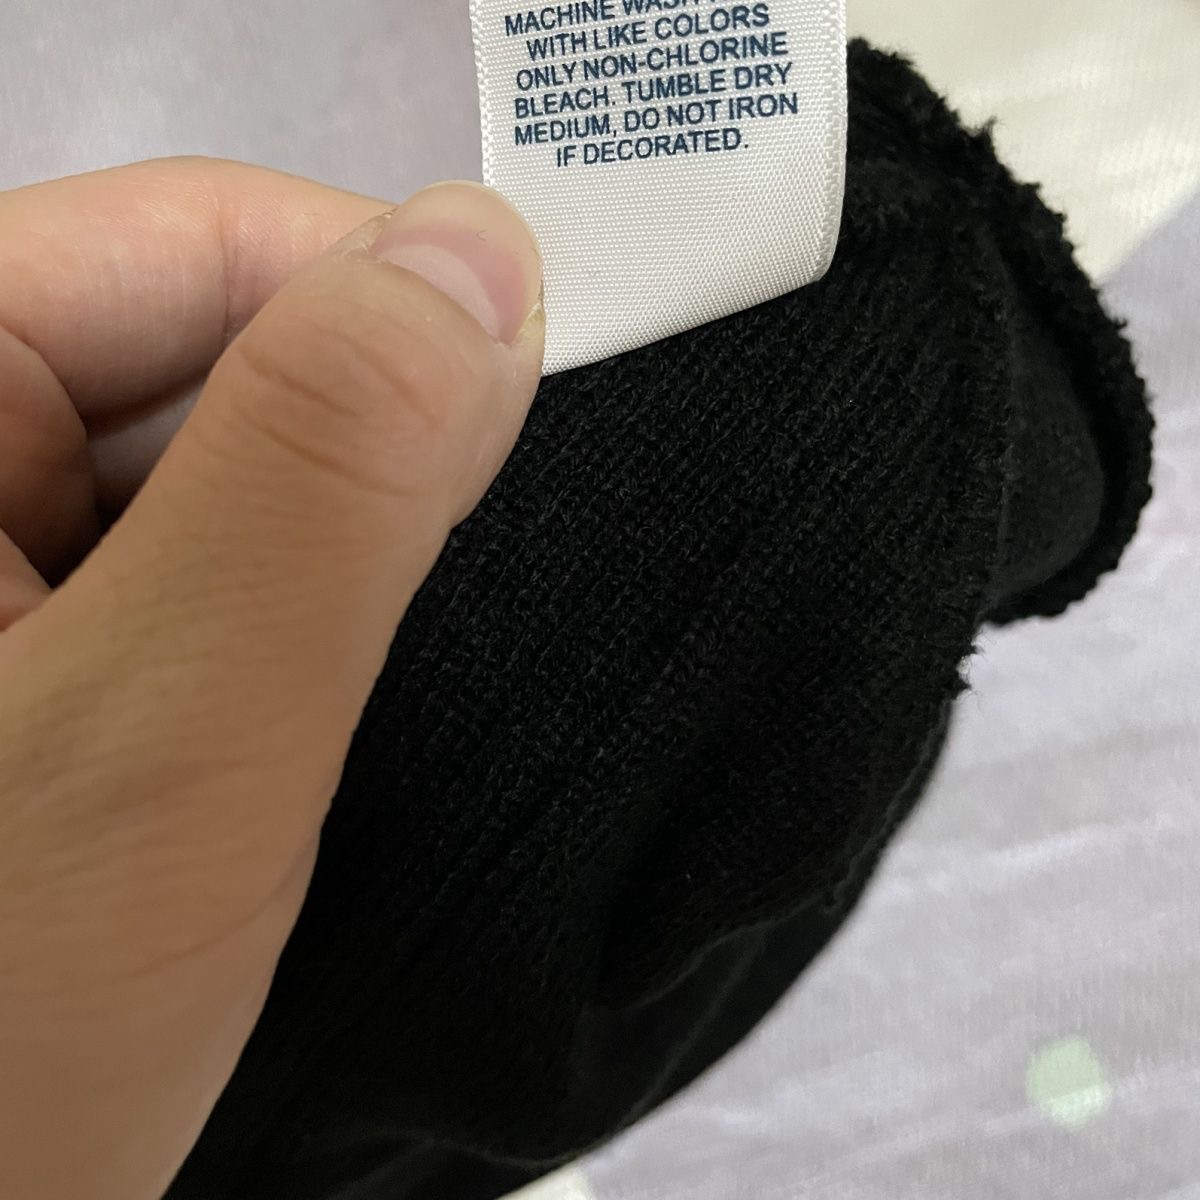 MACHINE WASH
WITH LIKE COLORS
ONLY NON-CHLORINE
BLEACH. TUMBLE DRY
MEDIUM, DO NOT IRON
IF DECORATED.